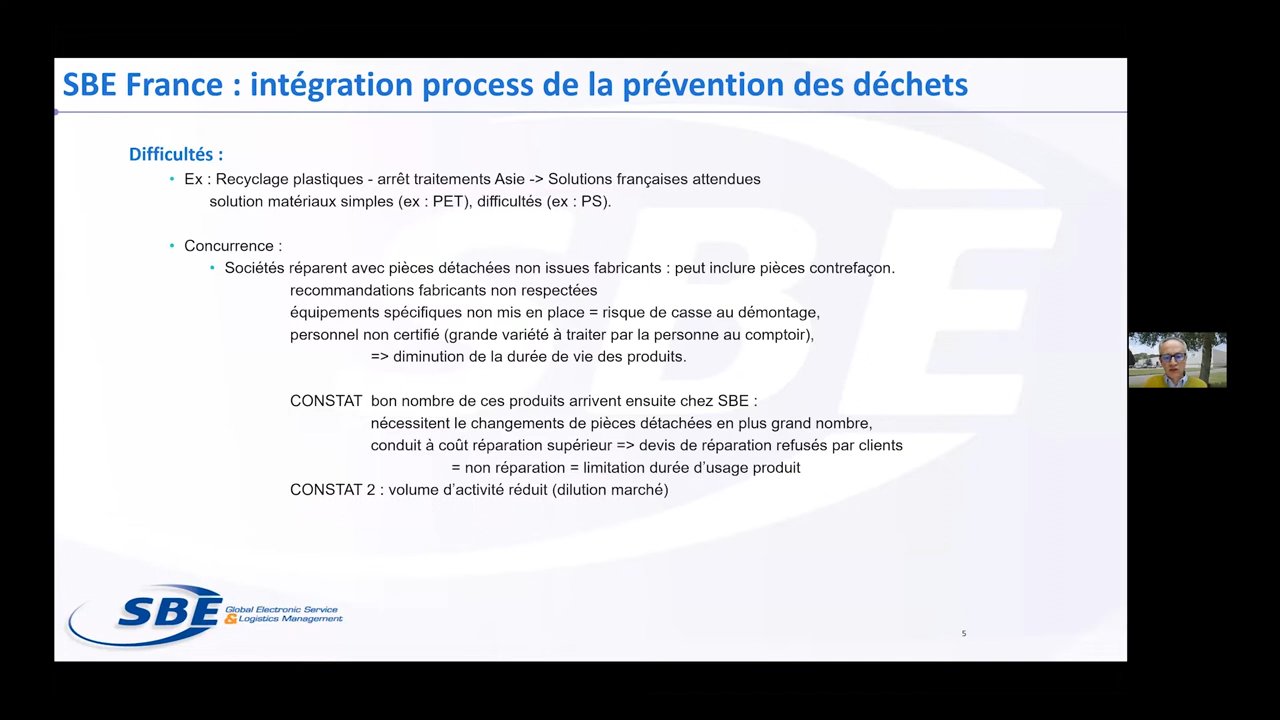 SBE France : intégration process de la prévention des déchets
Difficultés :
• Ex : Recyclage plastiques - arrêt traitements Asie -> Solutions françaises attendues
solution matériaux simples (ex : PET), difficultés (ex : PS).
• Concurrence :
• Sociétés réparent avec pièces détachées non issues fabricants : peut inclure pièces contrefaçon.
recommandations fabricants non respectées
équipements spécifiques non mis en place = risque de casse au démontage,
personnel non certifié (grande variété à traiter par la personne au comptoir),
=> diminution de la durée de vie des produits.
CONSTAT bon nombre de ces produits arrivent ensuite chez SBE :
nécessitent le changements de pièces détachées en plus grand nombre,
conduit à coût réparation supérieur => devis de réparation refusés par clients
= non réparation = limitation durée d'usage produit
CONSTAT 2 : volume d'activité réduit (dilution marché)
SBE Global Electronic Service
& Logistics Management
5